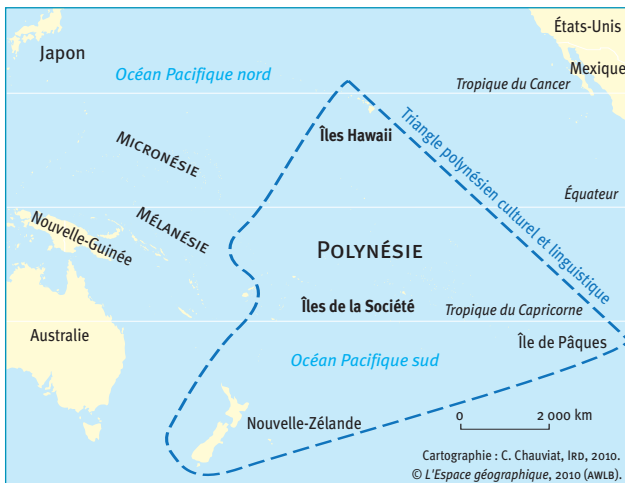 États-Unis
Japon
Océan Pacifique nord
Mexique
Tropique du Cancer
Îles Hawaii
Triangle polynésien culturel et linguistique
MICRONÉSIE
Équateur
MÉLANÉSIE
Nouvelle-Guinée
POLYNÉSIE
Îles de la Société
Tropique du Capricorne
Australie
Île de Pâques
Océan Pacifique sud
Nouvelle-Zélande
0 2 000 km
Cartographie : C. Chauviat, IRD, 2010.
© L'Espace géographique, 2010 (AWLB).